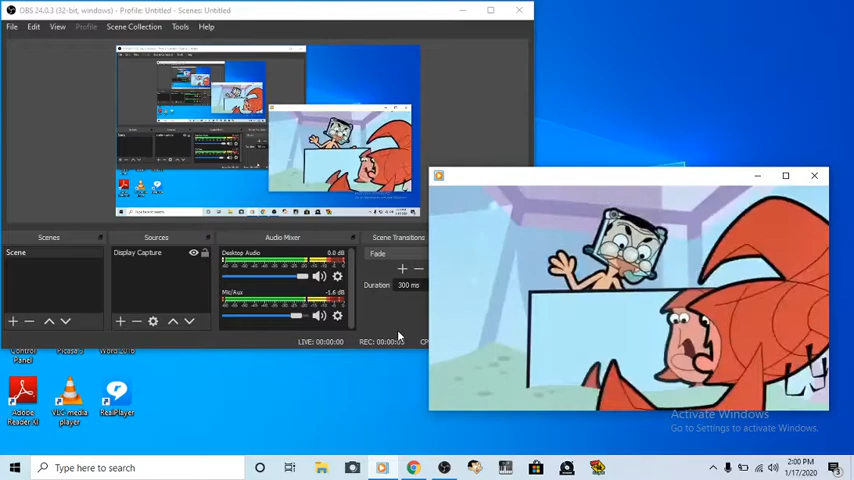 OBS 24.0.3 (32-bit, windows) - Profile: Untitled - Scenes: Untitled
File Edit View Profile Scene Collection Tools Help
Scenes Sources Audio Mixer Scene Transitions
Scene
Display Capture
Desktop Audio 0.0 dB
Mic/Aux -1.6 dB
Fade
Duration 300 ms
LIVE: 00:00:00 REC: 00:00:03 CP
Control Panel
Picasa 3
Word 2016
Adobe Reader XI
VLC media player
RealPlayer
Activate Windows
Go to Settings to activate Windows.
Type here to search
2:00 PM
1/17/2020
3